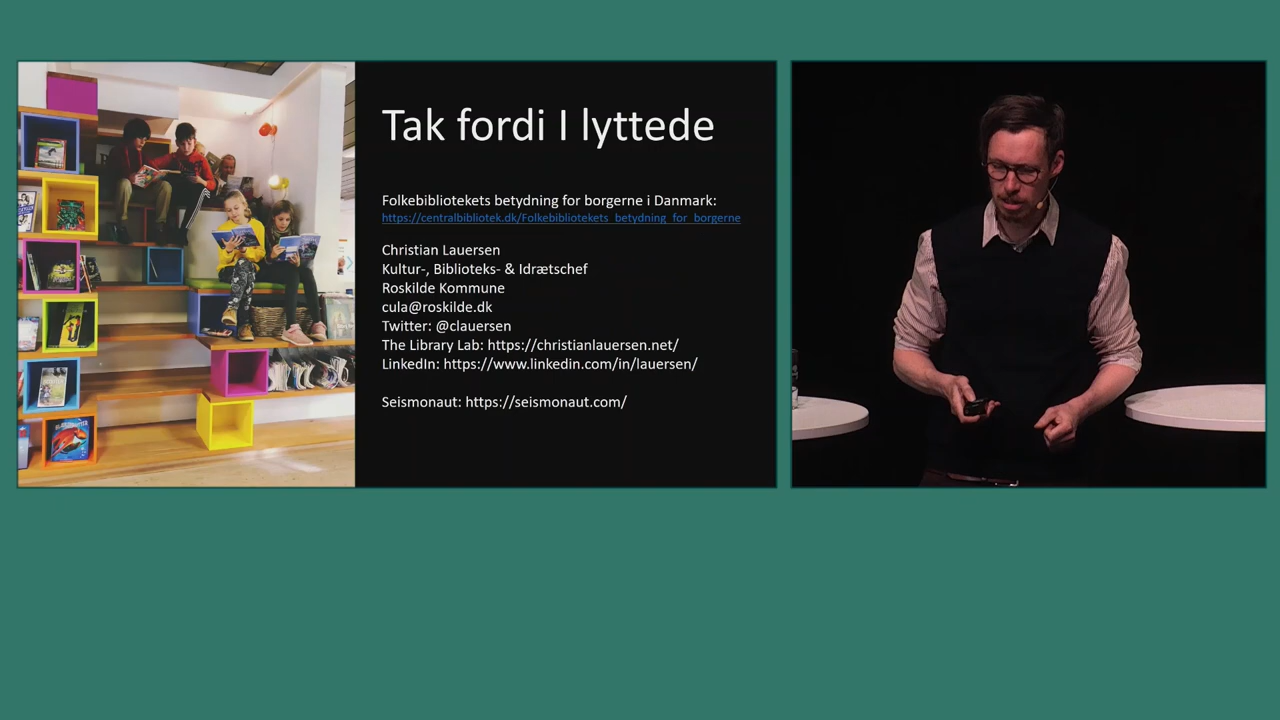 Tak fordi I lyttede
Folkebibliotekets betydning for borgerne i Danmark:
https://centralbibliotek.dk/Folkebibliotekets_betydning_for_borgerne
Christian Lauersen
Kultur-, Biblioteks- & Idrætschef
Roskilde Kommune
cula@roskilde.dk
Twitter: @clauersen
The Library Lab: https://christianlauersen.net/
LinkedIn: https://www.linkedin.com/in/lauersen/
Seismonaut: https://seismonaut.com/